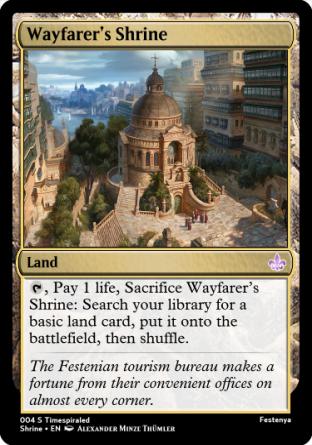 Wayfarer's Shrine
Land
, Pay 1 life, Sacrifice Wayfarer's
Shrine: Search your library for a
basic land card, put it onto the
battlefield, then shuffle.
The Festenian tourism bureau makes a
fortune from their convenient offices on
almost every corner.
004 S Timespiraled
Festenya
Shrine • EN Alexander Minze Thümler